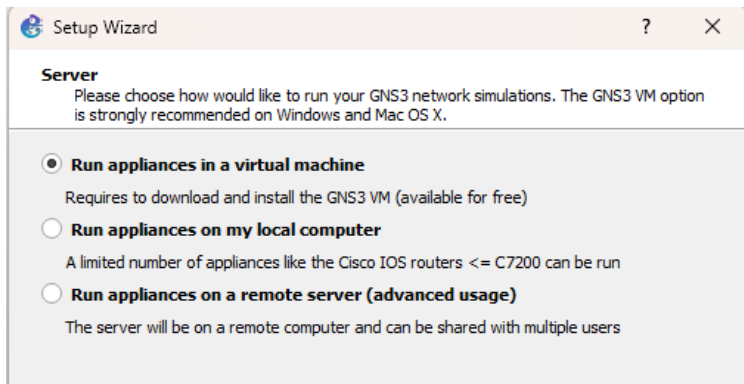 Setup Wizard ? X
Server
Please choose how would like to run your GNS3 network simulations. The GNS3 VM option
is strongly recommended on Windows and Mac OS X.
Run appliances in a virtual machine
Requires to download and install the GNS3 VM (available for free)
Run appliances on my local computer
A limited number of appliances like the Cisco IOS routers <= C7200 can be run
Run appliances on a remote server (advanced usage)
The server will be on a remote computer and can be shared with multiple users